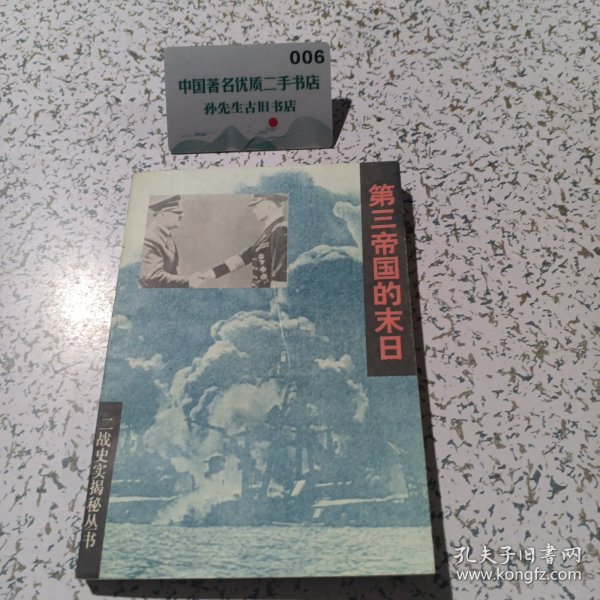 006
中国著名优质二手书店
孙先生古旧书店
第三帝国的末日
二战史实揭秘丛书
孔夫子旧书网
www.kongfz.com